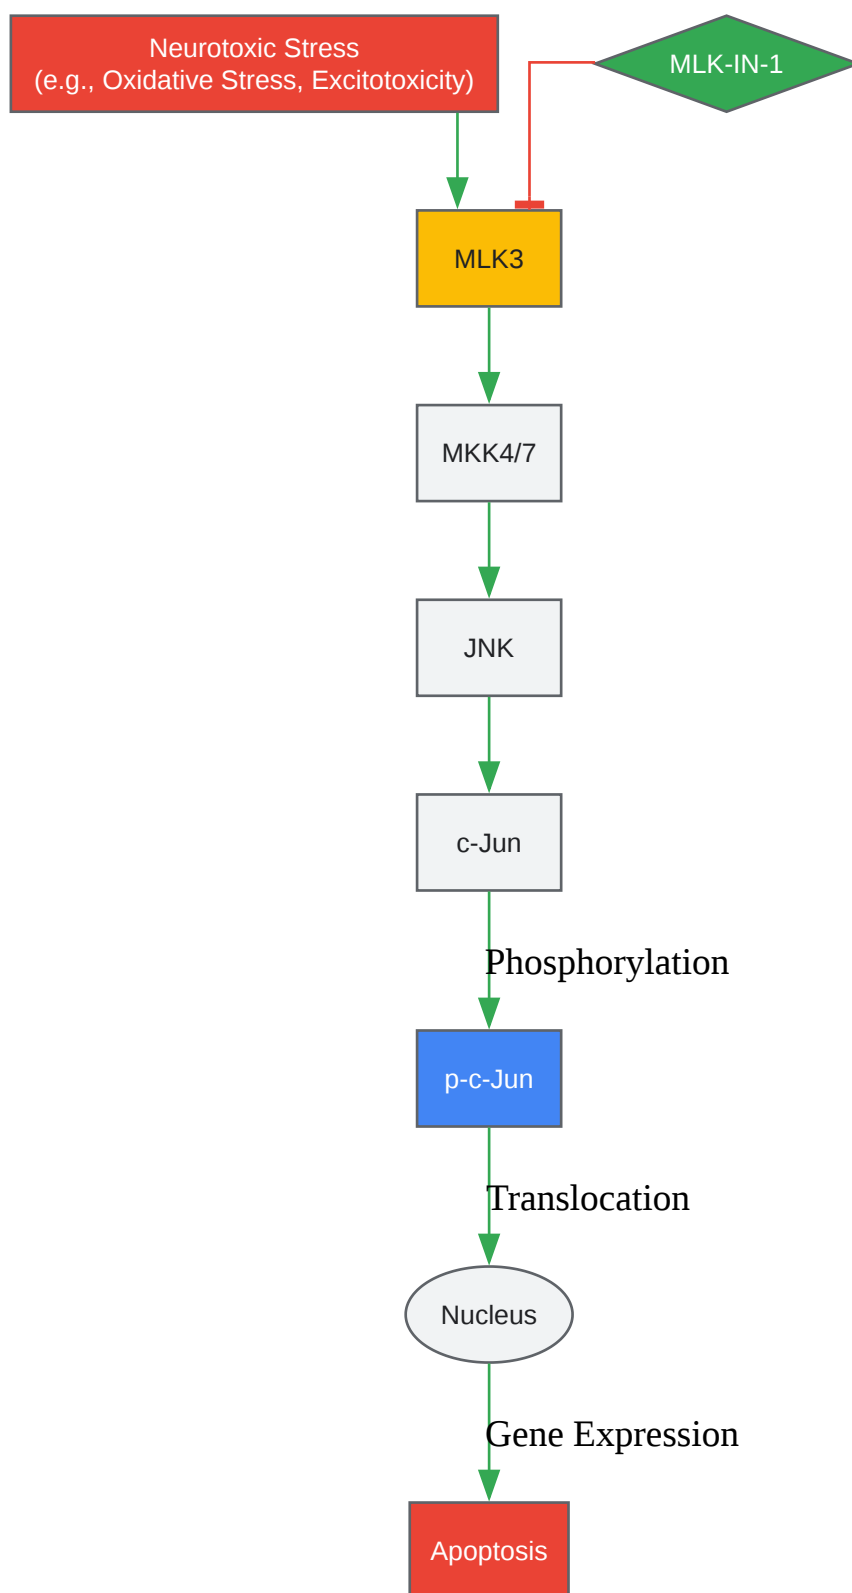 Neurotoxic Stress
(e.g., Oxidative Stress, Excitotoxicity)
MLK-IN-1
MLK3
MKK4/7
JNK
c-Jun
Phosphorylation
p-c-Jun
Translocation
Nucleus
Gene Expression
Apoptosis